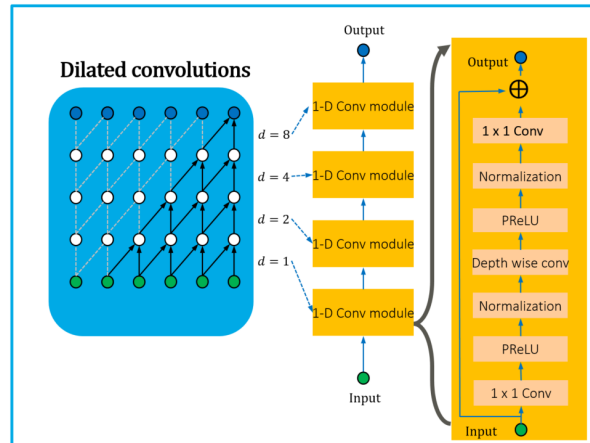 Dilated convolutions
d = 8
d = 4
d = 2
d = 1
Output
1-D Conv module
1-D Conv module
1-D Conv module
1-D Conv module
Input
Output
1 x 1 Conv
Normalization
PReLU
Depth wise conv
Normalization
PReLU
1 x 1 Conv
Input